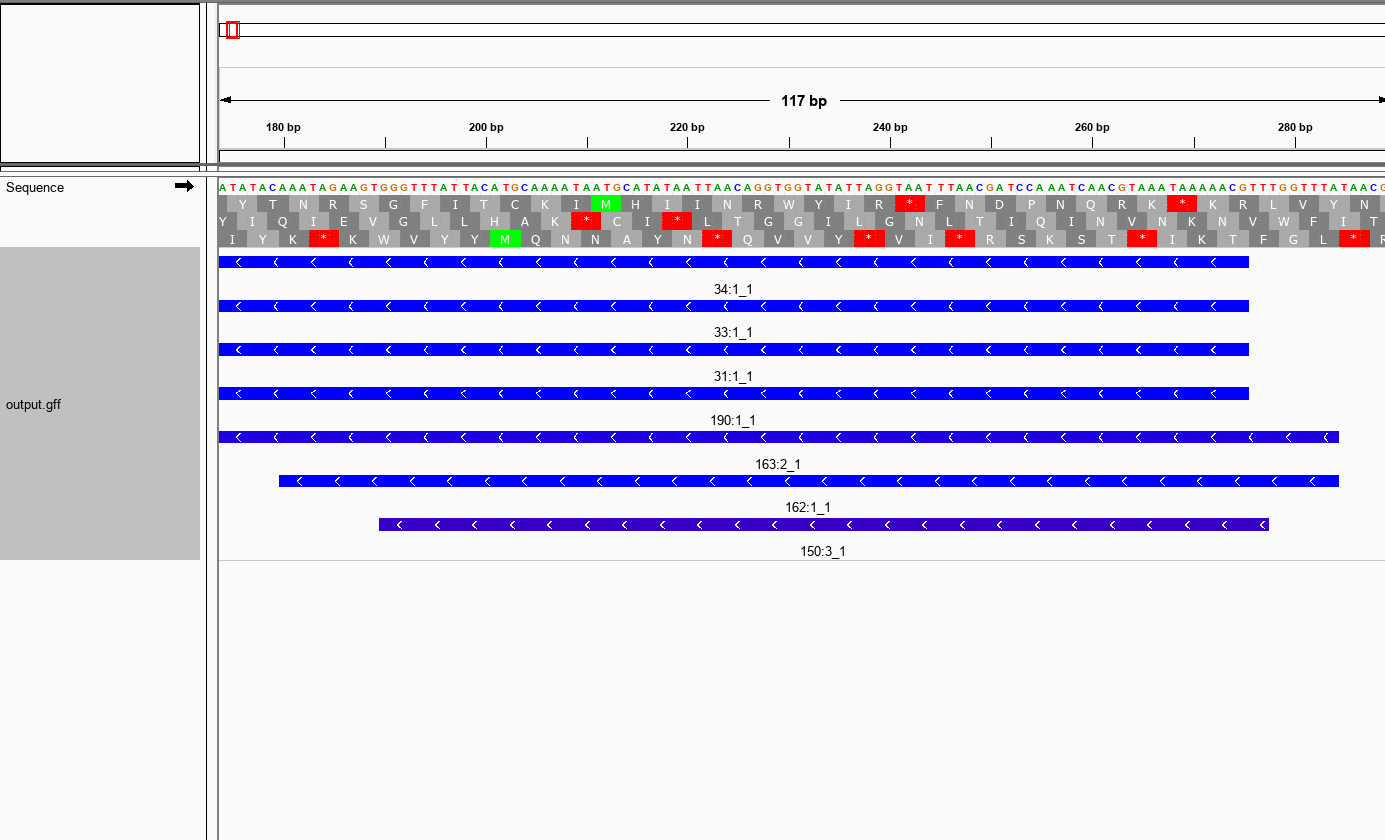 117 bp
180 bp 200 bp 220 bp 240 bp 260 bp 280 bp
Sequence
ATATACAAATAGAAGTGGGTTTATTACATGCAAAATAATGCATATAATTAACAGGTGGTATATTAGGTAATTTAACGATCCAAATCAACGTAAATAAAAACGTTTGGTTTATAACG
Y T N R S G F I T C K I M H I I N R W Y I R * F N D P N Q R K * K R L V Y N
Y I Q I E V G L L H A K * C I * L T G G I L G N L T I Q I N V N K N V W F I T
I Y K * K W V Y Y M Q N N A Y N * Q V V Y * V I * R S K S T * I K T F G L * R
34:1_1
33:1_1
31:1_1
output.gff
190:1_1
163:2_1
162:1_1
150:3_1